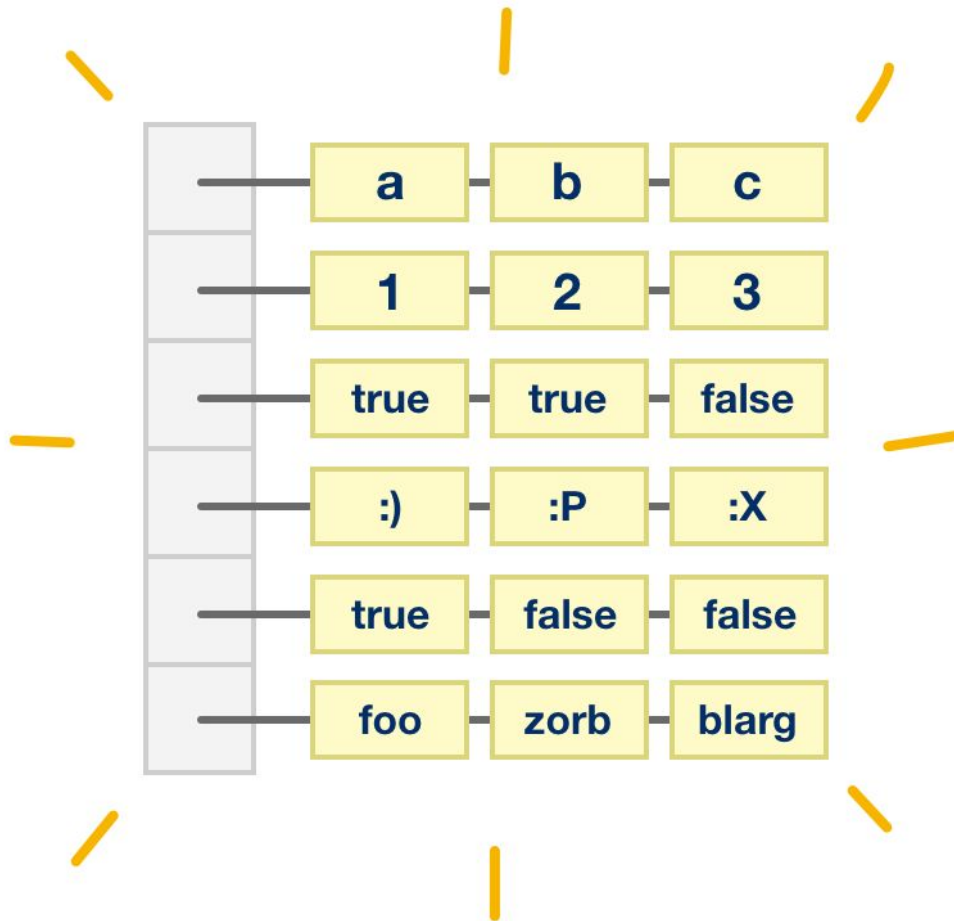 a b c
1 2 3
true true false
:) :P :X
true false false
foo zorb blarg